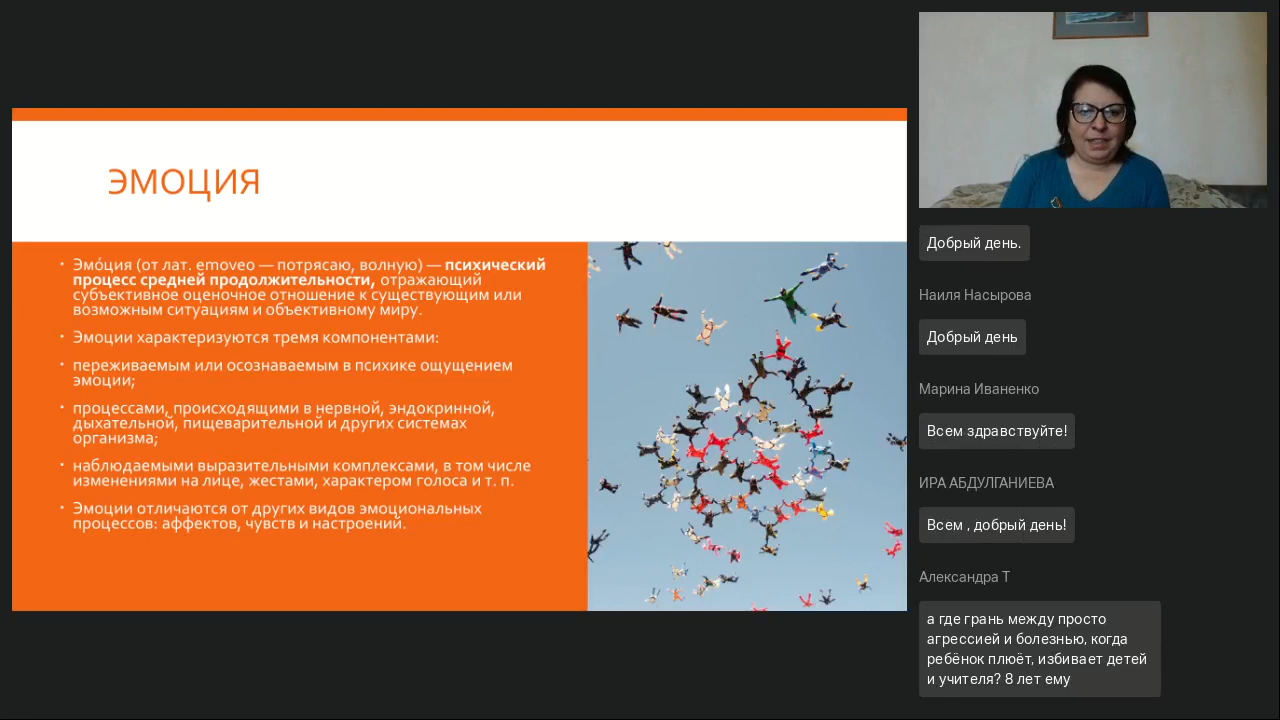 ЭМОЦИЯ
• Эмо́ция (от лат. emoveo — потрясаю, волную) — психический
процесс средней продолжительности, отражающий
субъективное оценочное отношение к существующим или
возможным ситуациям и объективному миру.
• Эмоции характеризуются тремя компонентами:
• переживаемым или осознаваемым в психике ощущением
эмоции;
• процессами, происходящими в нервной, эндокринной,
дыхательной, пищеварительной и других системах
организма;
• наблюдаемыми выразительными комплексами, в том числе
изменениями на лице, жестами, характером голоса и т. п.
• Эмоции отличаются от других видов эмоциональных
процессов: аффектов, чувств и настроений.
Добрый день.
Наиля Насырова
Добрый день
Марина Иваненко
Всем здравствуйте!
ИРА АБДУЛГАНИЕВА
Всем , добрый день!
Александра Т
а где грань между просто
агрессией и болезнью, когда
ребёнок плюёт, избивает детей
и учителя? 8 лет ему